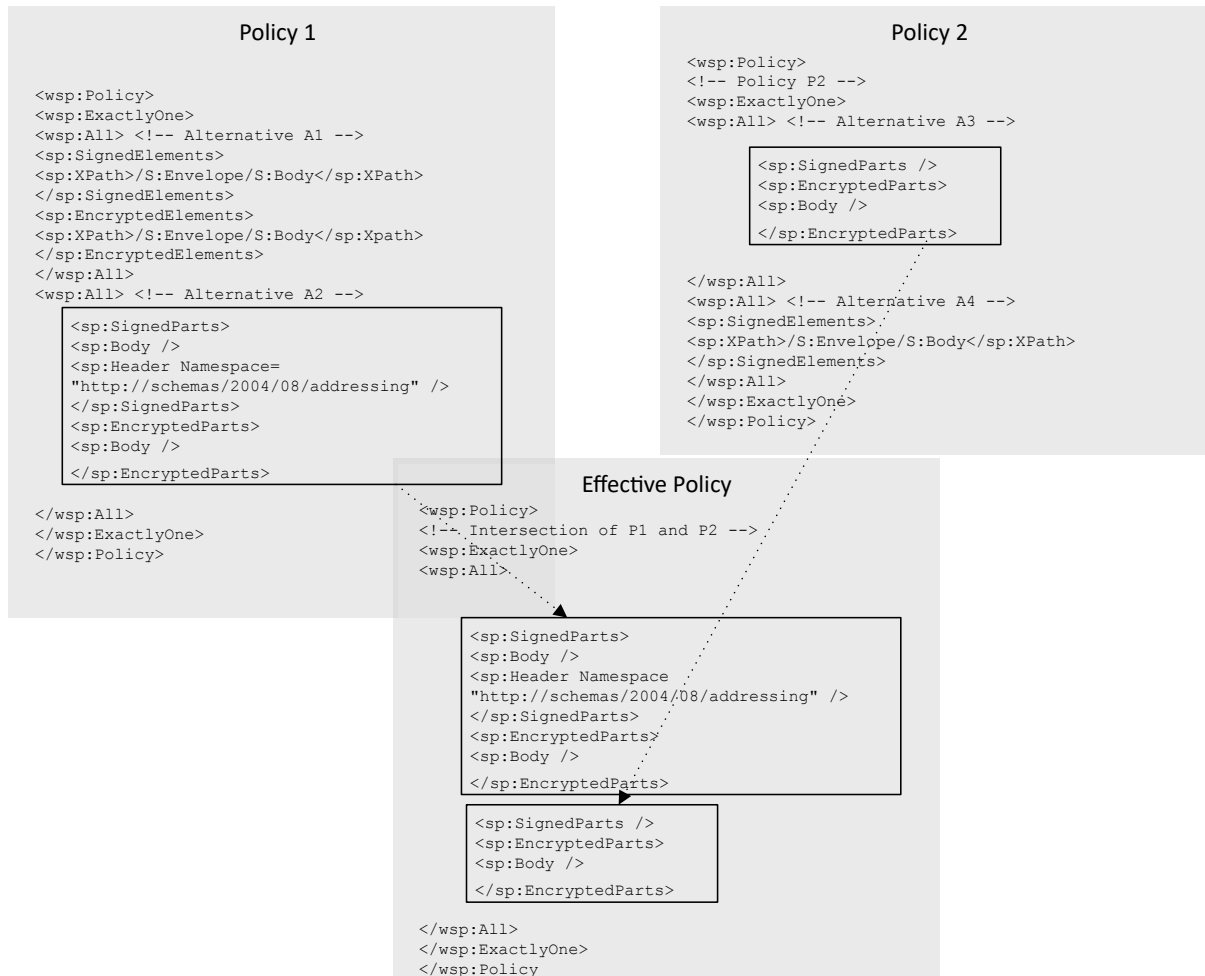 Policy 1
<wsp:Policy>
<wsp:ExactlyOne>
<wsp:All> <!-- Alternative A1 -->
<sp:SignedElements>
<sp:XPath>/S:Envelope/S:Body</sp:XPath>
</sp:SignedElements>
<sp:EncryptedElements>
<sp:XPath>/S:Envelope/S:Body</sp:Xpath>
</sp:EncryptedElements>
</wsp:All>
<wsp:All> <!-- Alternative A2 -->
<sp:SignedParts>
<sp:Body />
<sp:Header Namespace=
"http://schemas/2004/08/addressing" />
</sp:SignedParts>
<sp:EncryptedParts>
<sp:Body />
</sp:EncryptedParts>
</wsp:All>
</wsp:ExactlyOne>
</wsp:Policy>
Policy 2
<wsp:Policy>
<!-- Policy P2 -->
<wsp:ExactlyOne>
<wsp:All> <!-- Alternative A3 -->
<sp:SignedParts />
<sp:EncryptedParts>
<sp:Body />
</sp:EncryptedParts>
</wsp:All>
<wsp:All> <!-- Alternative A4 -->
<sp:SignedElements>
<sp:XPath>/S:Envelope/S:Body</sp:XPath>
</sp:SignedElements>
</wsp:All>
</wsp:ExactlyOne>
</wsp:Policy>
Effective Policy
<wsp:Policy>
<!-- Intersection of P1 and P2 -->
<wsp:ExactlyOne>
<wsp:All>
<sp:SignedParts>
<sp:Body />
<sp:Header Namespace
"http://schemas/2004/08/addressing" />
</sp:SignedParts>
<sp:EncryptedParts>
<sp:Body />
</sp:EncryptedParts>
<sp:SignedParts />
<sp:EncryptedParts>
<sp:Body />
</sp:EncryptedParts>
</wsp:All>
</wsp:ExactlyOne>
</wsp:Policy